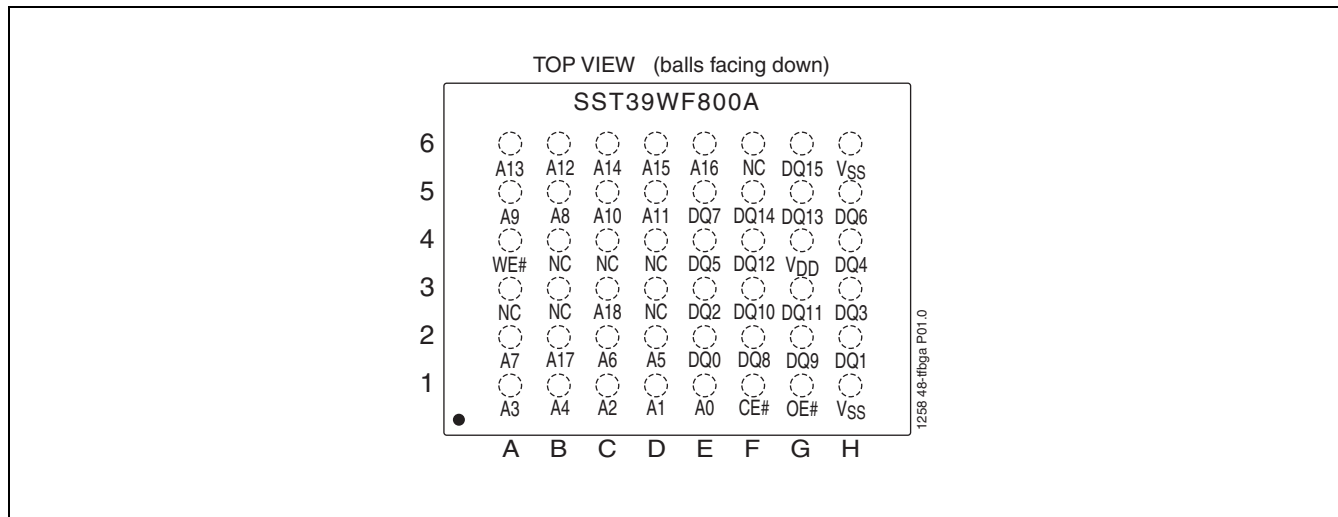 TOP VIEW (balls facing down)
SST39WF800A
6
A13 A12 A14 A15 A16 NC DQ15 VSS
5
A9 A8 A10 A11 DQ7 DQ14 DQ13 DQ6
4
WE# NC NC NC DQ5 DQ12 VDD DQ4
3
NC NC A18 NC DQ2 DQ10 DQ11 DQ3
2
A7 A17 A6 A5 DQ0 DQ8 DQ9 DQ1
1
A3 A4 A2 A1 A0 CE# OE# VSS
A B C D E F G H
1258 48-tfbga P01.0